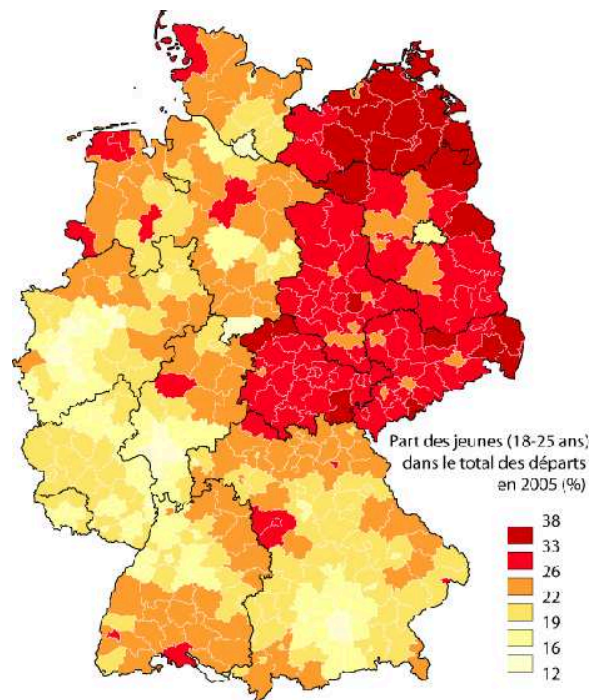 Part des jeunes (18-25 ans)
dans le total des départs
en 2005 (%)
38
33
26
22
19
16
12